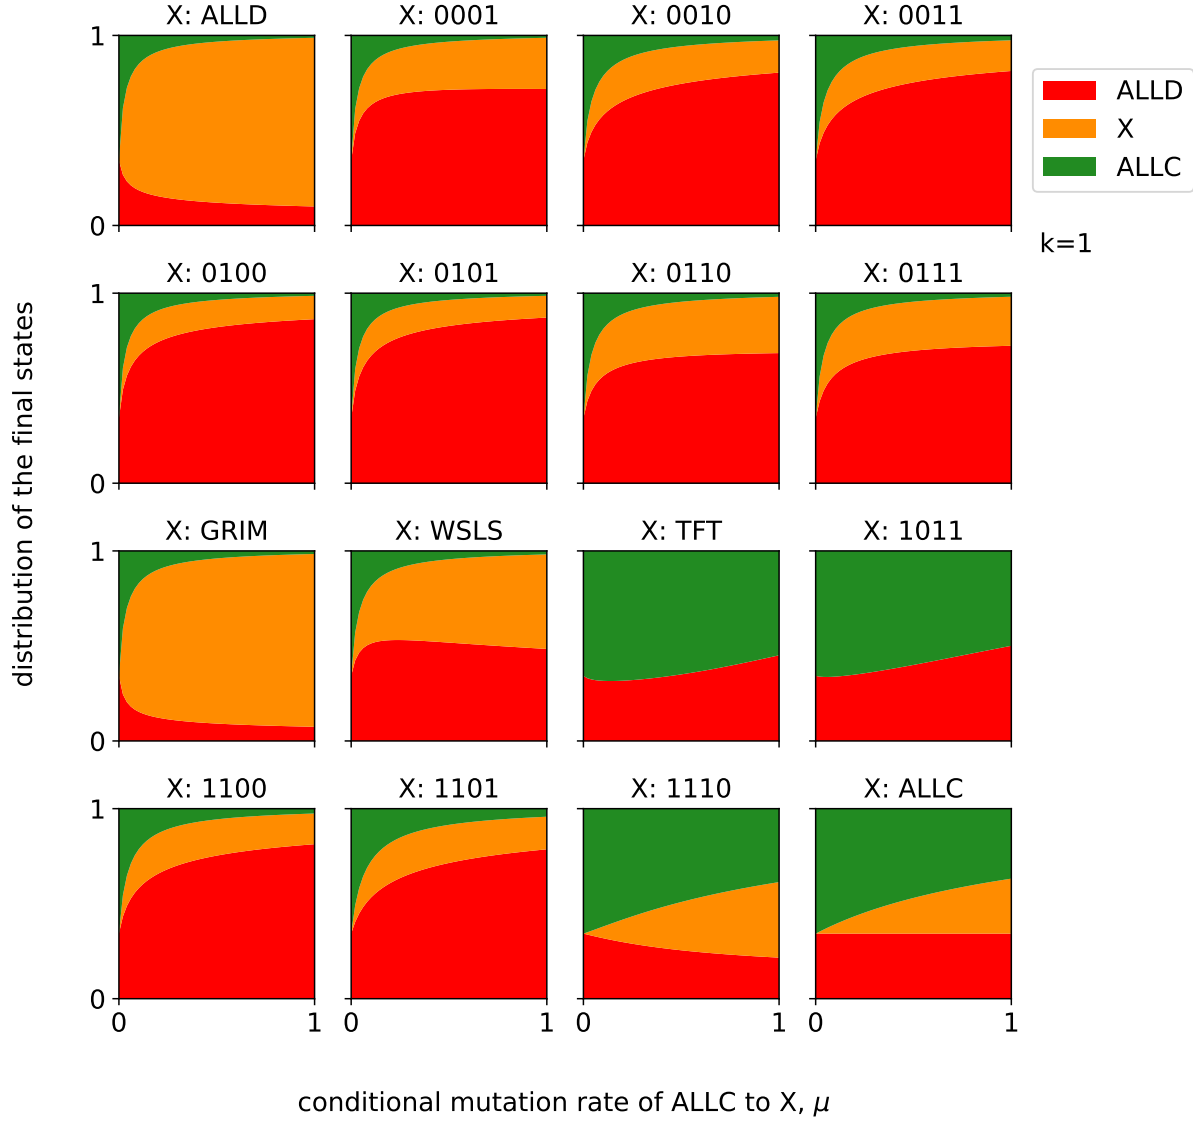 X: ALLD X: 0001 X: 0010 X: 0011
1
0
ALLD
X
ALLC
k=1
X: 0100 X: 0101 X: 0110 X: 0111
1
0
distribution of the final states
X: GRIM X: WSLS X: TFT X: 1011
1
0
X: 1100 X: 1101 X: 1110 X: ALLC
1
0
0 1 0 1 0 1 0 1
conditional mutation rate of ALLC to X, μ